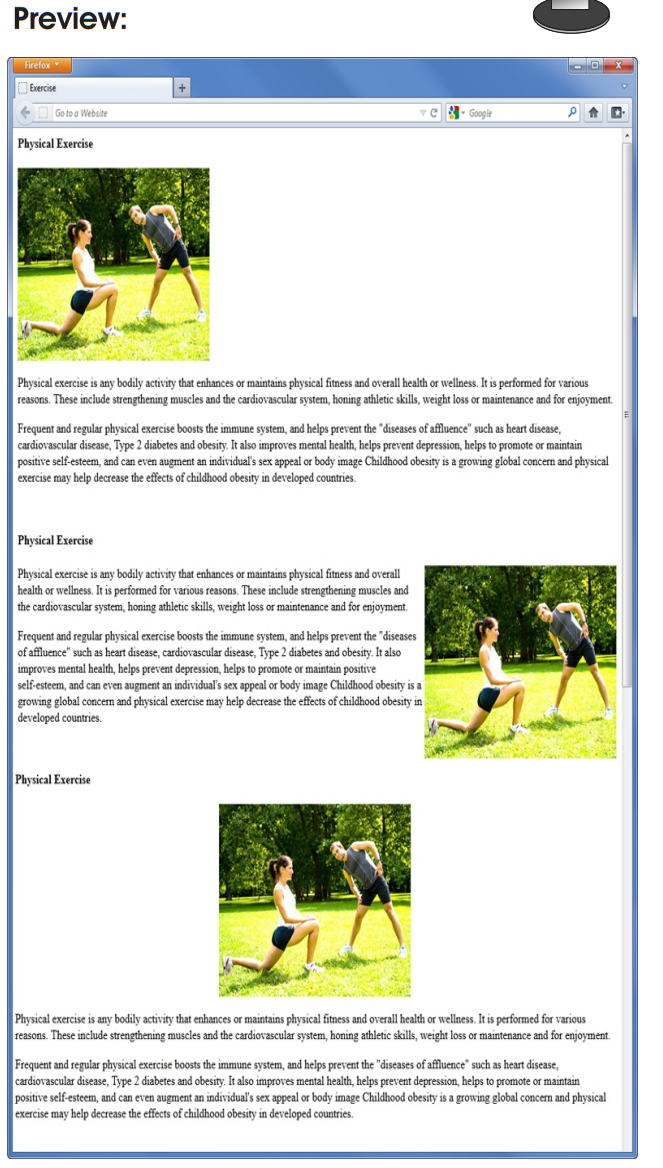 Preview:
Firefox
Exercise
Go to a Website
Google
Physical Exercise
Physical exercise is any bodily activity that enhances or maintains physical fitness and overall health or wellness. It is performed for various
reasons. These include strengthening muscles and the cardiovascular system, honing athletic skills, weight loss or maintenance and for enjoyment.
Frequent and regular physical exercise boosts the immune system, and helps prevent the "diseases of affluence" such as heart disease,
cardiovascular disease, Type 2 diabetes and obesity. It also improves mental health, helps prevent depression, helps to promote or maintain
positive self-esteem, and can even augment an individual's sex appeal or body image Childhood obesity is a growing global concern and physical
exercise may help decrease the effects of childhood obesity in developed countries.
Physical Exercise
Physical exercise is any bodily activity that enhances or maintains physical fitness and overall
health or wellness. It is performed for various reasons. These include strengthening muscles and
the cardiovascular system, honing athletic skills, weight loss or maintenance and for enjoyment.
Frequent and regular physical exercise boosts the immune system, and helps prevent the "diseases
of affluence" such as heart disease, cardiovascular disease, Type 2 diabetes and obesity. It also
improves mental health, helps prevent depression, helps to promote or maintain positive
self-esteem, and can even augment an individual's sex appeal or body image Childhood obesity is a
growing global concern and physical exercise may help decrease the effects of childhood obesity in
developed countries.
Physical Exercise
Physical exercise is any bodily activity that enhances or maintains physical fitness and overall health or wellness. It is performed for various
reasons. These include strengthening muscles and the cardiovascular system, honing athletic skills, weight loss or maintenance and for enjoyment.
Frequent and regular physical exercise boosts the immune system, and helps prevent the "diseases of affluence" such as heart disease,
cardiovascular disease, Type 2 diabetes and obesity. It also improves mental health, helps prevent depression, helps to promote or maintain
positive self-esteem, and can even augment an individual's sex appeal or body image Childhood obesity is a growing global concern and physical
exercise may help decrease the effects of childhood obesity in developed countries.